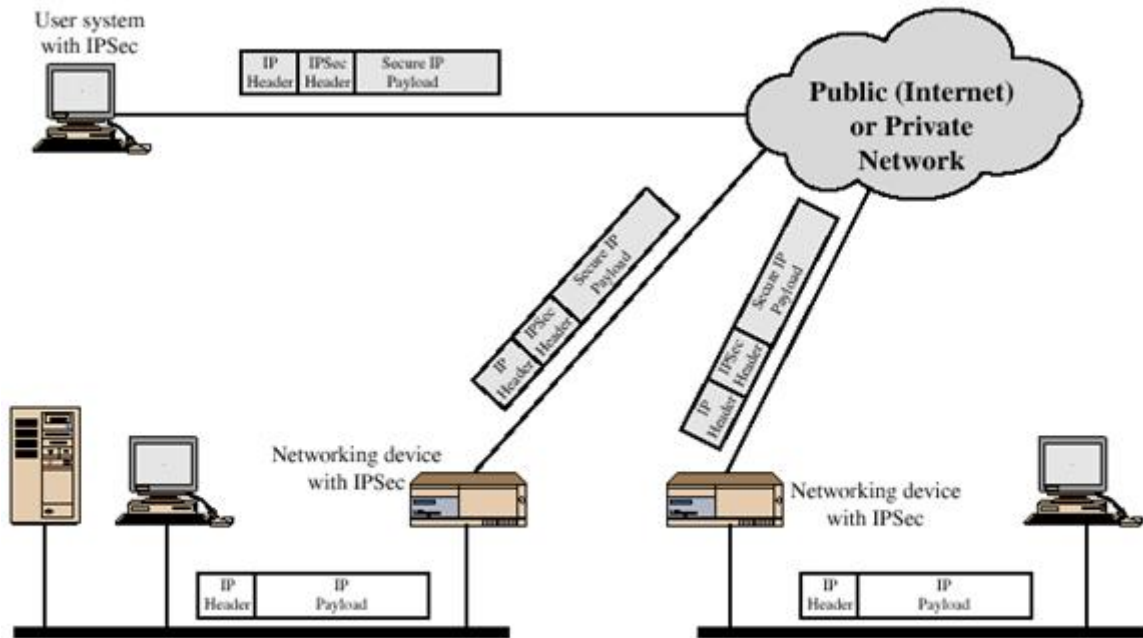 User system
with IPSec
IP
Header
IPSec
Header
Secure IP
Payload
Public (Internet)
or Private
Network
IP
Header
IPSec
Header
Secure IP
Payload
IP
Header
IPSec
Header
Secure IP
Payload
Networking device
with IPSec
Networking device
with IPSec
IP
Header
IP
Payload
IP
Header
IP
Payload